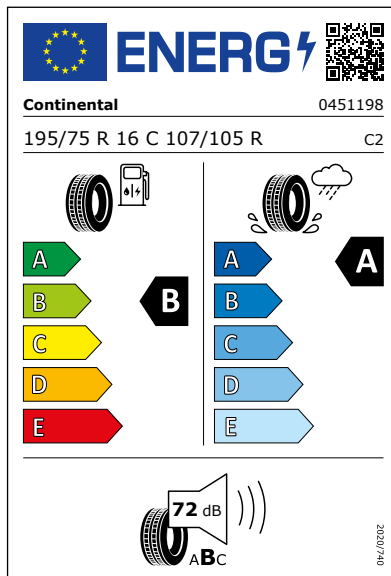 ENERG
Continental 0451198
195/75 R 16 C 107/105 R C2
A
B
C
D
E
B
A
B
C
D
E
A
72 dB
ABC
2020/740